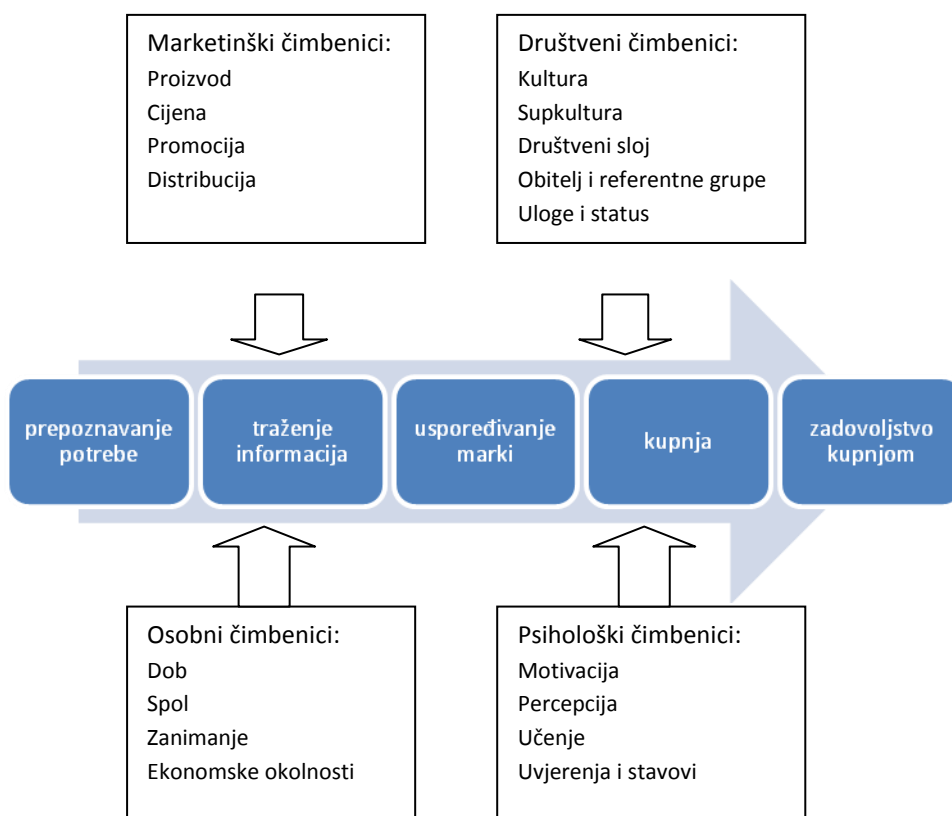 Marketinški čimbenici:
Proizvod
Cijena
Promocija
Distribucija
Društveni čimbenici:
Kultura
Supkultura
Društveni sloj
Obitelj i referentne grupe
Uloge i status
prepoznavanje
potrebe
traženje
informacija
uspoređivanje
marki
kupnja
zadovoljstvo
kupnjom
Osobni čimbenici:
Dob
Spol
Zanimanje
Ekonomske okolnosti
Psihološki čimbenici:
Motivacija
Percepcija
Učenje
Uvjerenja i stavovi